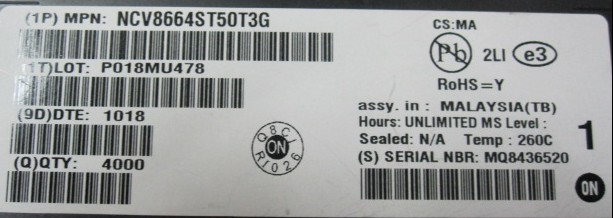 (1P) MPN: NCV8664ST50T3G
(1T)LOT: P018MU478
(9D)DTE: 1018
(Q)QTY: 4000
Q8C
ON
R1026
CS:MA
Pb 2LI e3
RoHS=Y
assy. in : MALAYSIA(TB)
Hours: UNLIMITED MS Level :
1
Sealed: N/A Temp : 260C
(S) SERIAL NBR: MQ8436520
ON